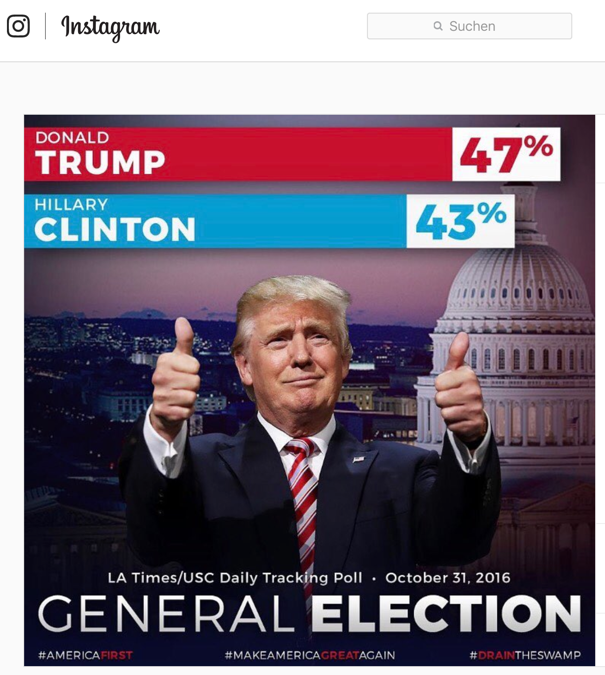 Instagram
Suchen
DONALD
TRUMP
47%
HILLARY
CLINTON
43%
LA Times/USC Daily Tracking Poll • October 31, 2016
GENERAL ELECTION
#AMERICAFIRST #MAKEAMERICAGREATAGAIN #DRAINTHESWAMP